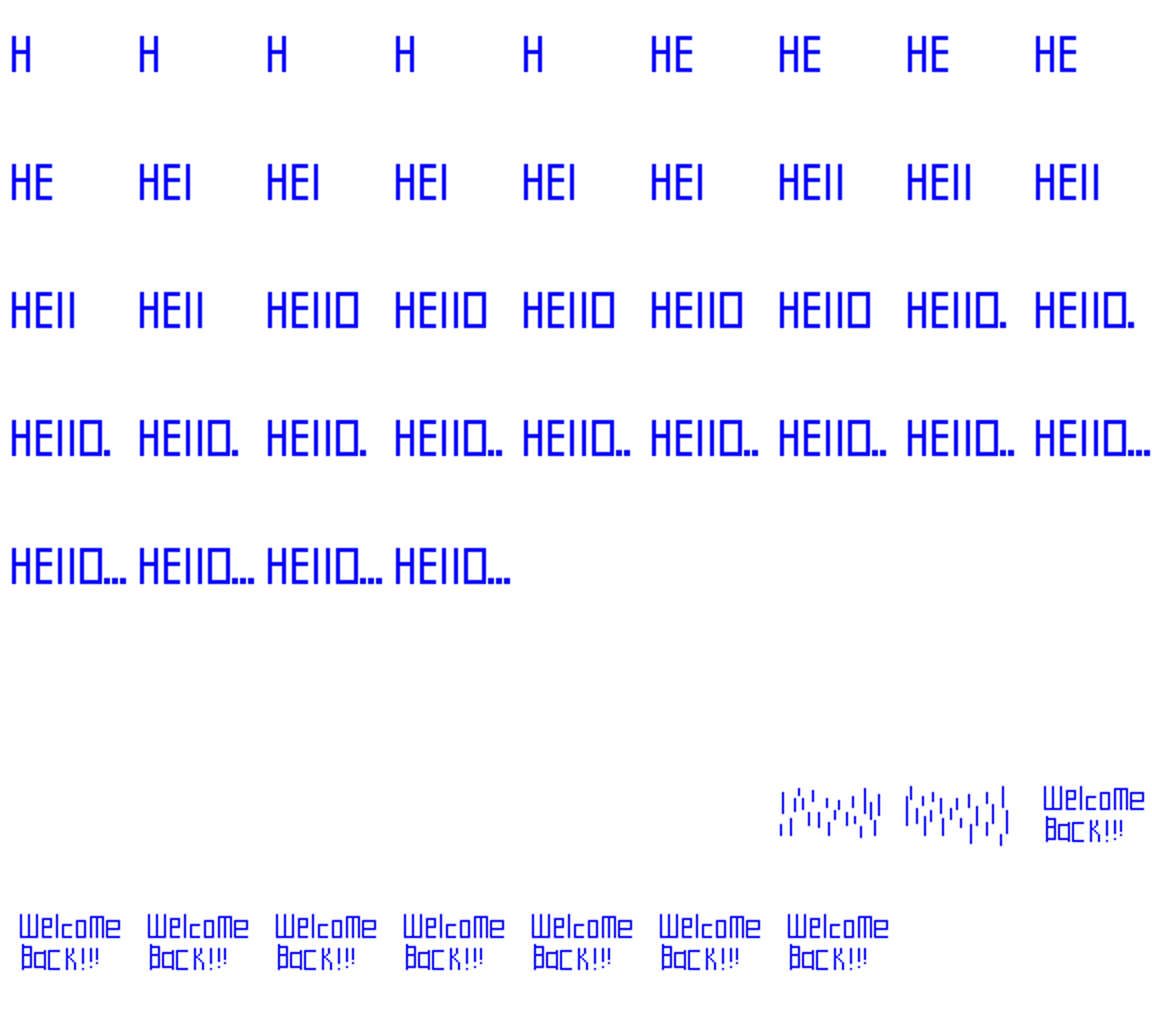 H H H H H HE HE HE HE
HE HEl HEl HEl HEl HEl HEll HEll HEll
HEll HEll HEllO HEllO HEllO HEllO HEllO HEllO. HEllO.
HEllO. HEllO. HEllO. HEllO.. HEllO.. HEllO.. HEllO.. HEllO.. HEllO...
HEllO... HEllO... HEllO... HEllO...
WelcoMe
BacK!!!
WelcoMe WelcoMe WelcoMe WelcoMe WelcoMe WelcoMe WelcoMe
BacK!!! BacK!!! BacK!!! BacK!!! BacK!!! BacK!!! BacK!!!